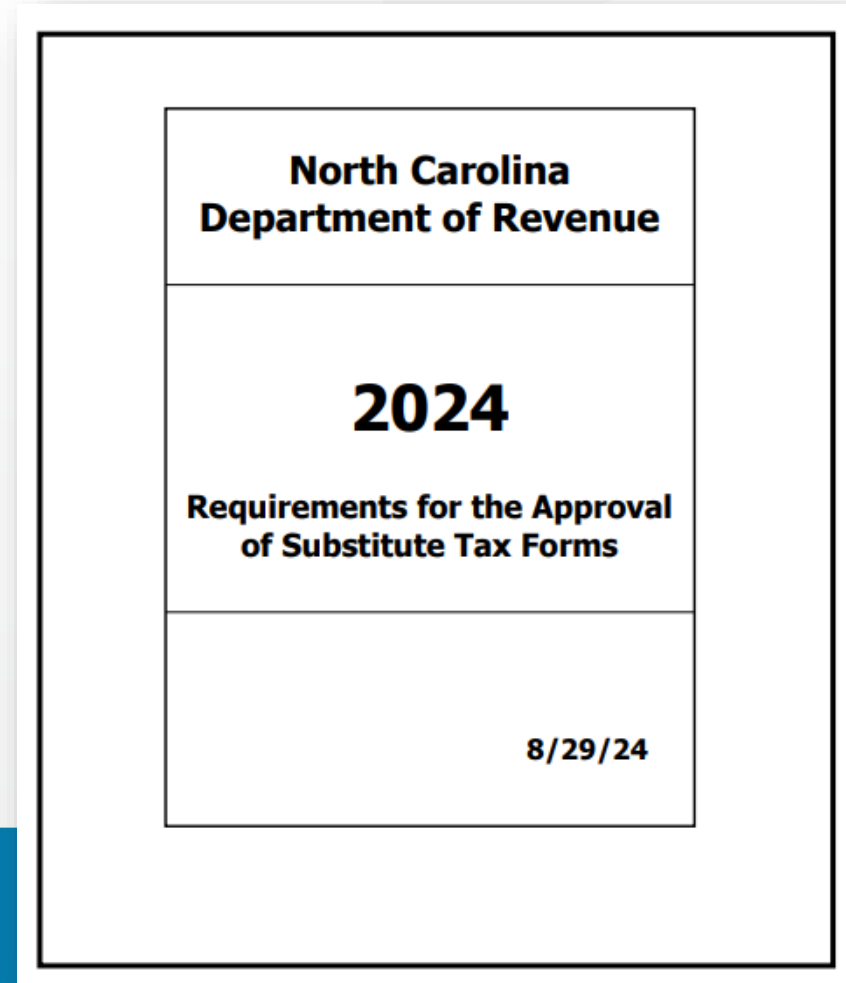 North Carolina
Department of Revenue
2024
Requirements for the Approval
of Substitute Tax Forms
8/29/24